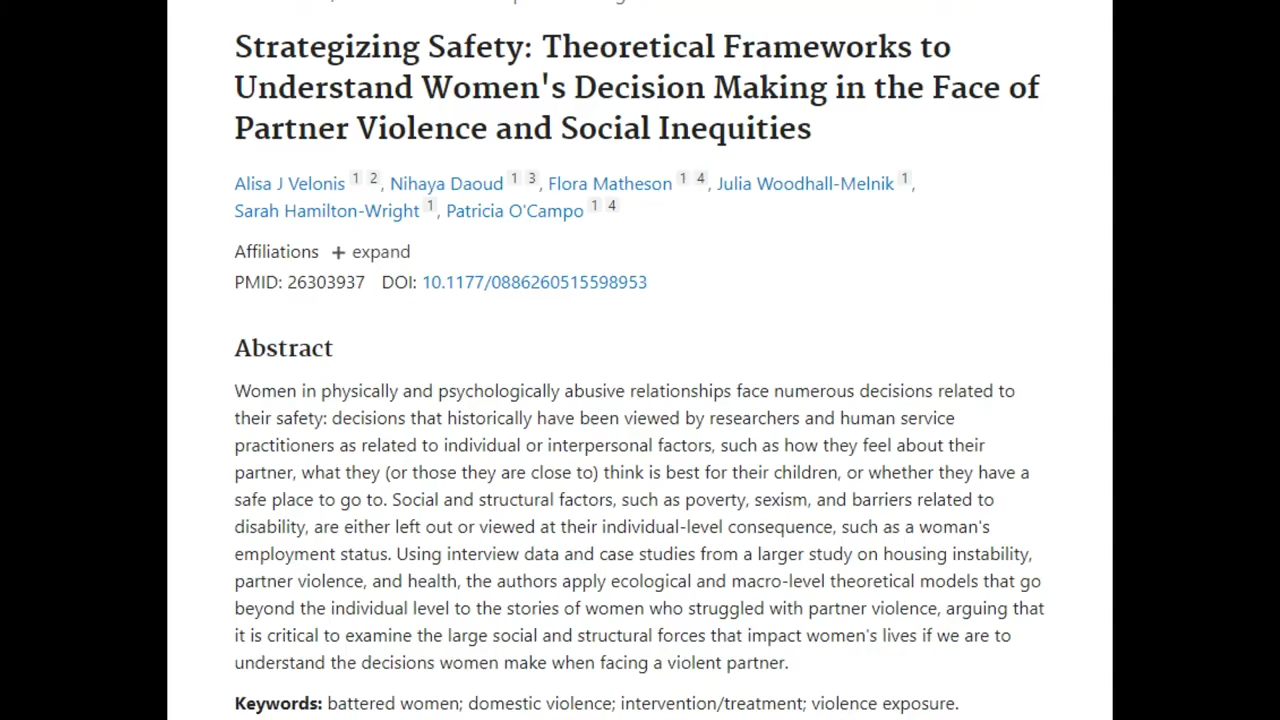 Strategizing Safety: Theoretical Frameworks to
Understand Women's Decision Making in the Face of
Partner Violence and Social Inequities
Alisa J Velonis 1 2, Nihaya Daoud 1 3, Flora Matheson 1 4, Julia Woodhall-Melnik 1,
Sarah Hamilton-Wright 1, Patricia O'Campo 1 4
Affiliations + expand
PMID: 26303937 DOI: 10.1177/0886260515598953
Abstract
Women in physically and psychologically abusive relationships face numerous decisions related to
their safety: decisions that historically have been viewed by researchers and human service
practitioners as related to individual or interpersonal factors, such as how they feel about their
partner, what they (or those they are close to) think is best for their children, or whether they have a
safe place to go to. Social and structural factors, such as poverty, sexism, and barriers related to
disability, are either left out or viewed at their individual-level consequence, such as a woman's
employment status. Using interview data and case studies from a larger study on housing instability,
partner violence, and health, the authors apply ecological and macro-level theoretical models that go
beyond the individual level to the stories of women who struggled with partner violence, arguing that
it is critical to examine the large social and structural forces that impact women's lives if we are to
understand the decisions women make when facing a violent partner.
Keywords: battered women; domestic violence; intervention/treatment; violence exposure.